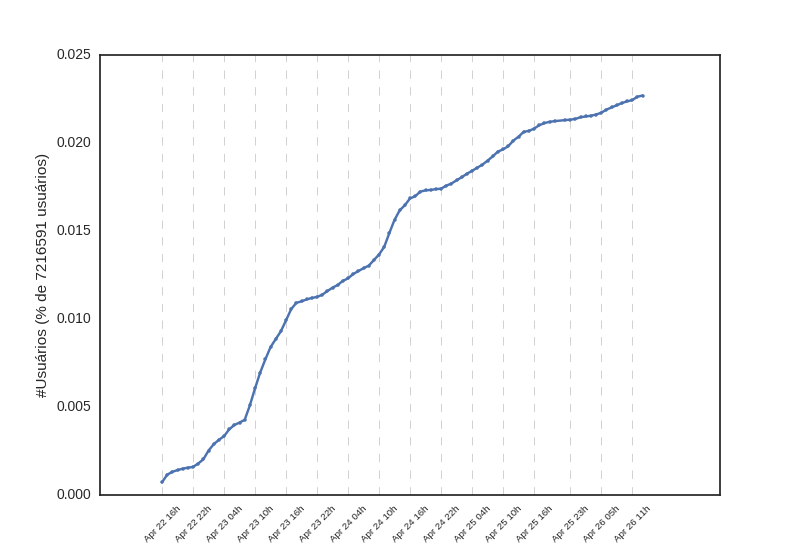 0.025
0.020
0.015
0.010
0.005
0.000
#Usuários (% de 7216591 usuários)
Apr 22 16h
Apr 22 22h
Apr 23 04h
Apr 23 10h
Apr 23 16h
Apr 23 22h
Apr 24 04h
Apr 24 10h
Apr 24 16h
Apr 24 22h
Apr 25 04h
Apr 25 10h
Apr 25 16h
Apr 25 23h
Apr 26 05h
Apr 26 11h